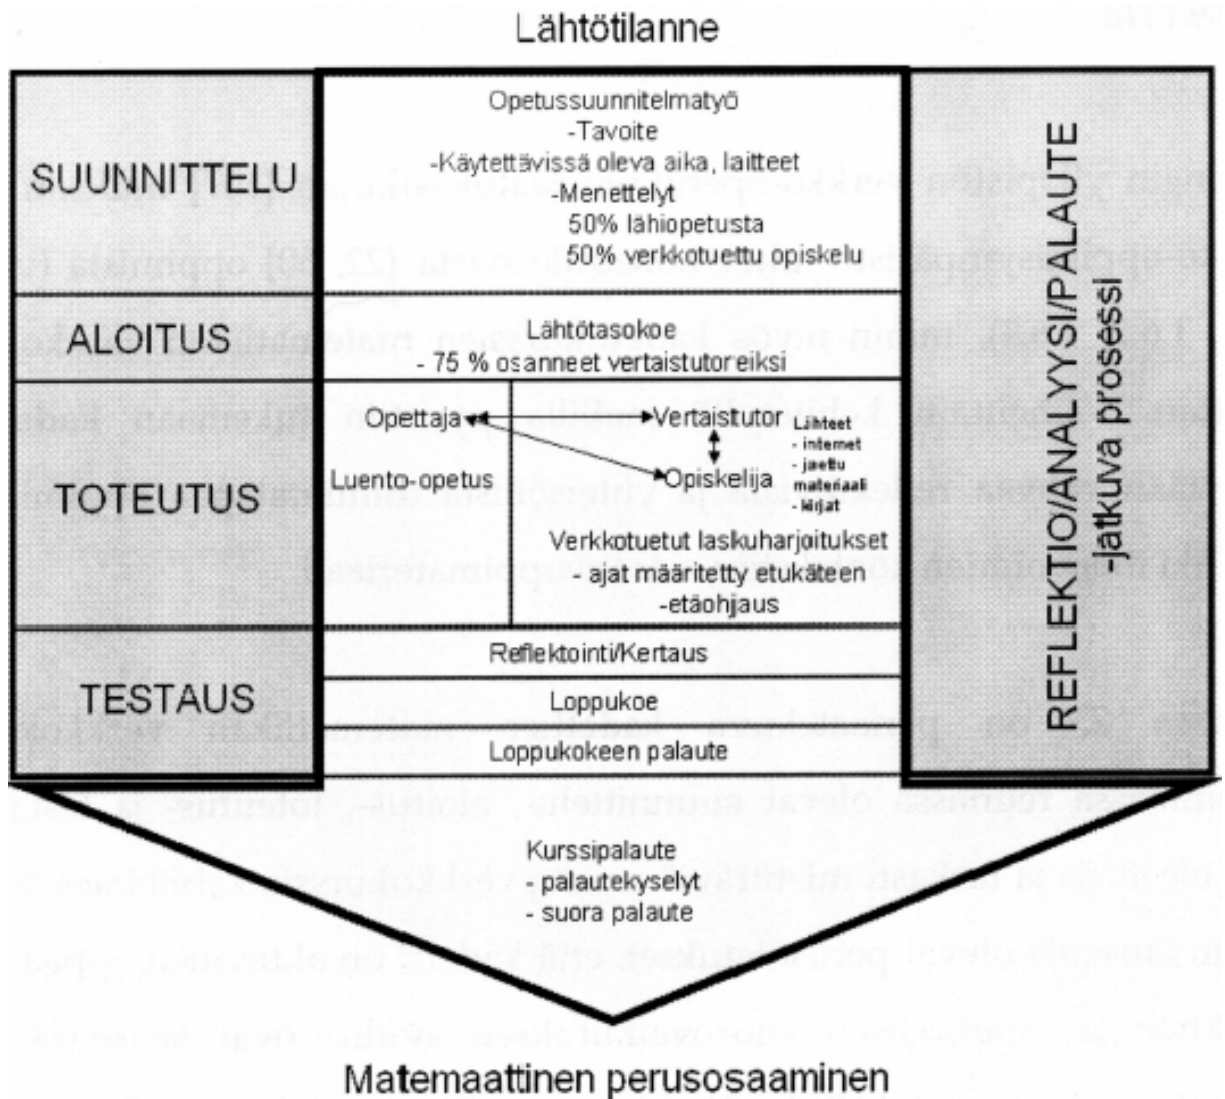 Lähtötilanne
SUUNNITTELU
Opetussuunnitelmatyö
-Tavoite
-Käytettävissä oleva aika, laitteet
-Menettelyt
50% lähiopetusta
50% verkkotuettu opiskelu
ALOITUS
Lähtötasokoe
- 75 % osanneet vertaistutoreiksi
TOTEUTUS
Opettaja
Luento-opetus
Vertaistutor
Opiskelija
Lähteet
- internet
- jaettu
materiaali
- kirjat
Verkkotuetut laskuharjoitukset
- ajat määritetty etukäteen
-etäohjaus
TESTAUS
Reflektointi/Kertaus
Loppukoe
Loppukokeen palaute
REFLEKTIO/ANALYYSI/PALAUTE
-jatkuva prosessi
Kurssipalaute
- palautekyselyt
- suora palaute
Matemaattinen perusosaaminen